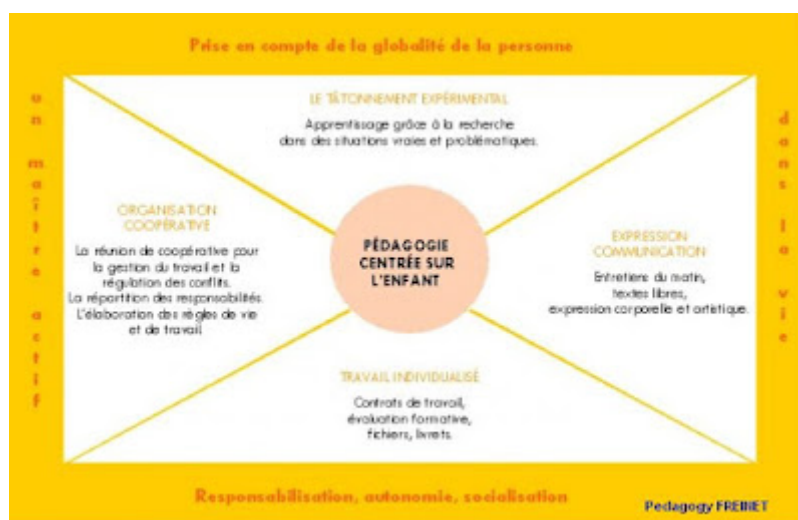 Prise en compte de la globalité de la personne
un maître actif
LE TÂTONNEMENT EXPÉRIMENTAL
Apprentissage grâce à la recherche
dans des situations vraies et problématiques.
ORGANISATION
COOPÉRATIVE
La réunion de coopérative pour
la gestion du travail et la
régulation des conflits.
La répartition des responsabilités.
L'élaboration des règles de vie
et de travail
PÉDAGOGIE
CENTRÉE SUR
L'ENFANT
EXPRESSION
COMMUNICATION
Entretiens du matin,
textes libres,
expression corporelle et artistique.
TRAVAIL INDIVIDUALISÉ
Contrats de travail,
évaluation formative,
fichiers, livrets.
dans la vie
Responsabilisation, autonomie, socialisation
Pedagogy FREINET